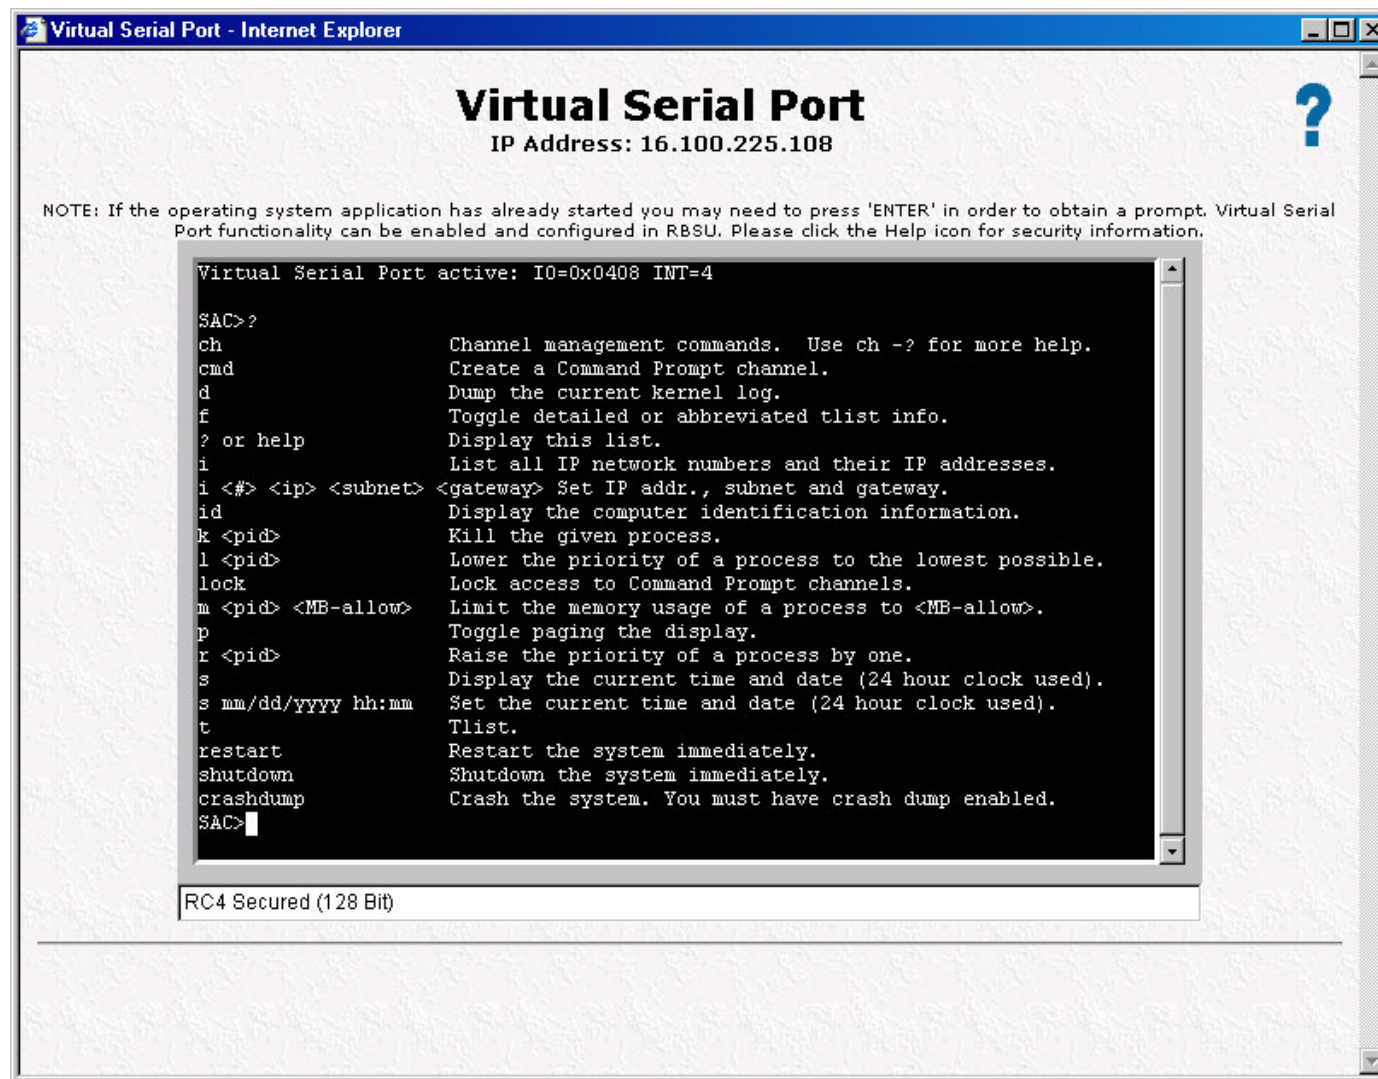 Virtual Serial Port - Internet Explorer
Virtual Serial Port
IP Address: 16.100.225.108
?
NOTE: If the operating system application has already started you may need to press 'ENTER' in order to obtain a prompt. Virtual Serial
Port functionality can be enabled and configured in RBSU. Please click the Help icon for security information.
Virtual Serial Port active: IO=0x0408 INT=4
SAC>?
ch Channel management commands. Use ch -? for more help.
cmd Create a Command Prompt channel.
d Dump the current kernel log.
f Toggle detailed or abbreviated tlist info.
? or help Display this list.
i List all IP network numbers and their IP addresses.
i <#> <ip> <subnet> <gateway> Set IP addr., subnet and gateway.
id Display the computer identification information.
k <pid> Kill the given process.
l <pid> Lower the priority of a process to the lowest possible.
lock Lock access to Command Prompt channels.
m <pid> <MB-allow> Limit the memory usage of a process to <MB-allow>.
p Toggle paging the display.
r <pid> Raise the priority of a process by one.
s Display the current time and date (24 hour clock used).
s mm/dd/yyyy hh:mm Set the current time and date (24 hour clock used).
t Tlist.
restart Restart the system immediately.
shutdown Shutdown the system immediately.
crashdump Crash the system. You must have crash dump enabled.
SAC>
RC4 Secured (128 Bit)